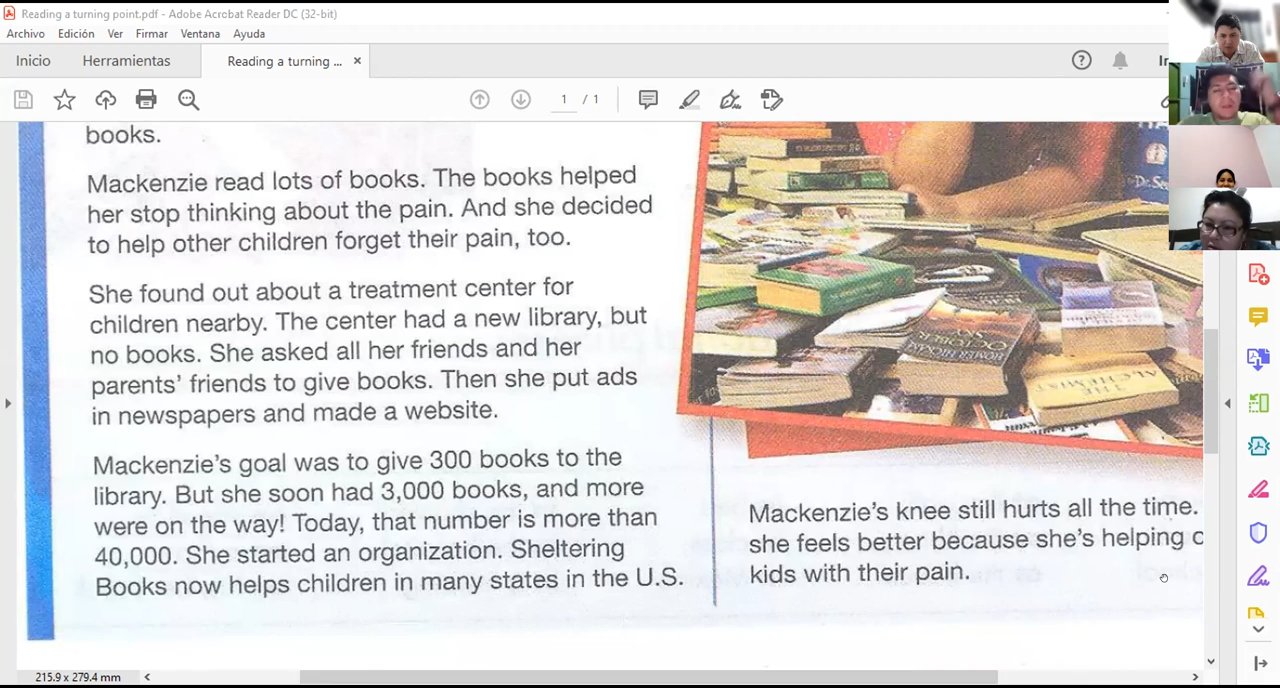 Reading a turning point.pdf - Adobe Acrobat Reader DC (32-bit)
Archivo Edición Ver Firmar Ventana Ayuda
Inicio Herramientas Reading a turning ... ×
1 / 1
books.
Mackenzie read lots of books. The books helped
her stop thinking about the pain. And she decided
to help other children forget their pain, too.
She found out about a treatment center for
children nearby. The center had a new library, but
no books. She asked all her friends and her
parents' friends to give books. Then she put ads
in newspapers and made a website.
Mackenzie's goal was to give 300 books to the
library. But she soon had 3,000 books, and more
were on the way! Today, that number is more than
40,000. She started an organization. Sheltering
Books now helps children in many states in the U.S.
HOMER HICKAM
OCTOBER
THE
ALCHEMIST
Mackenzie's knee still hurts all the time.
she feels better because she's helping
kids with their pain.
215.9 x 279.4 mm